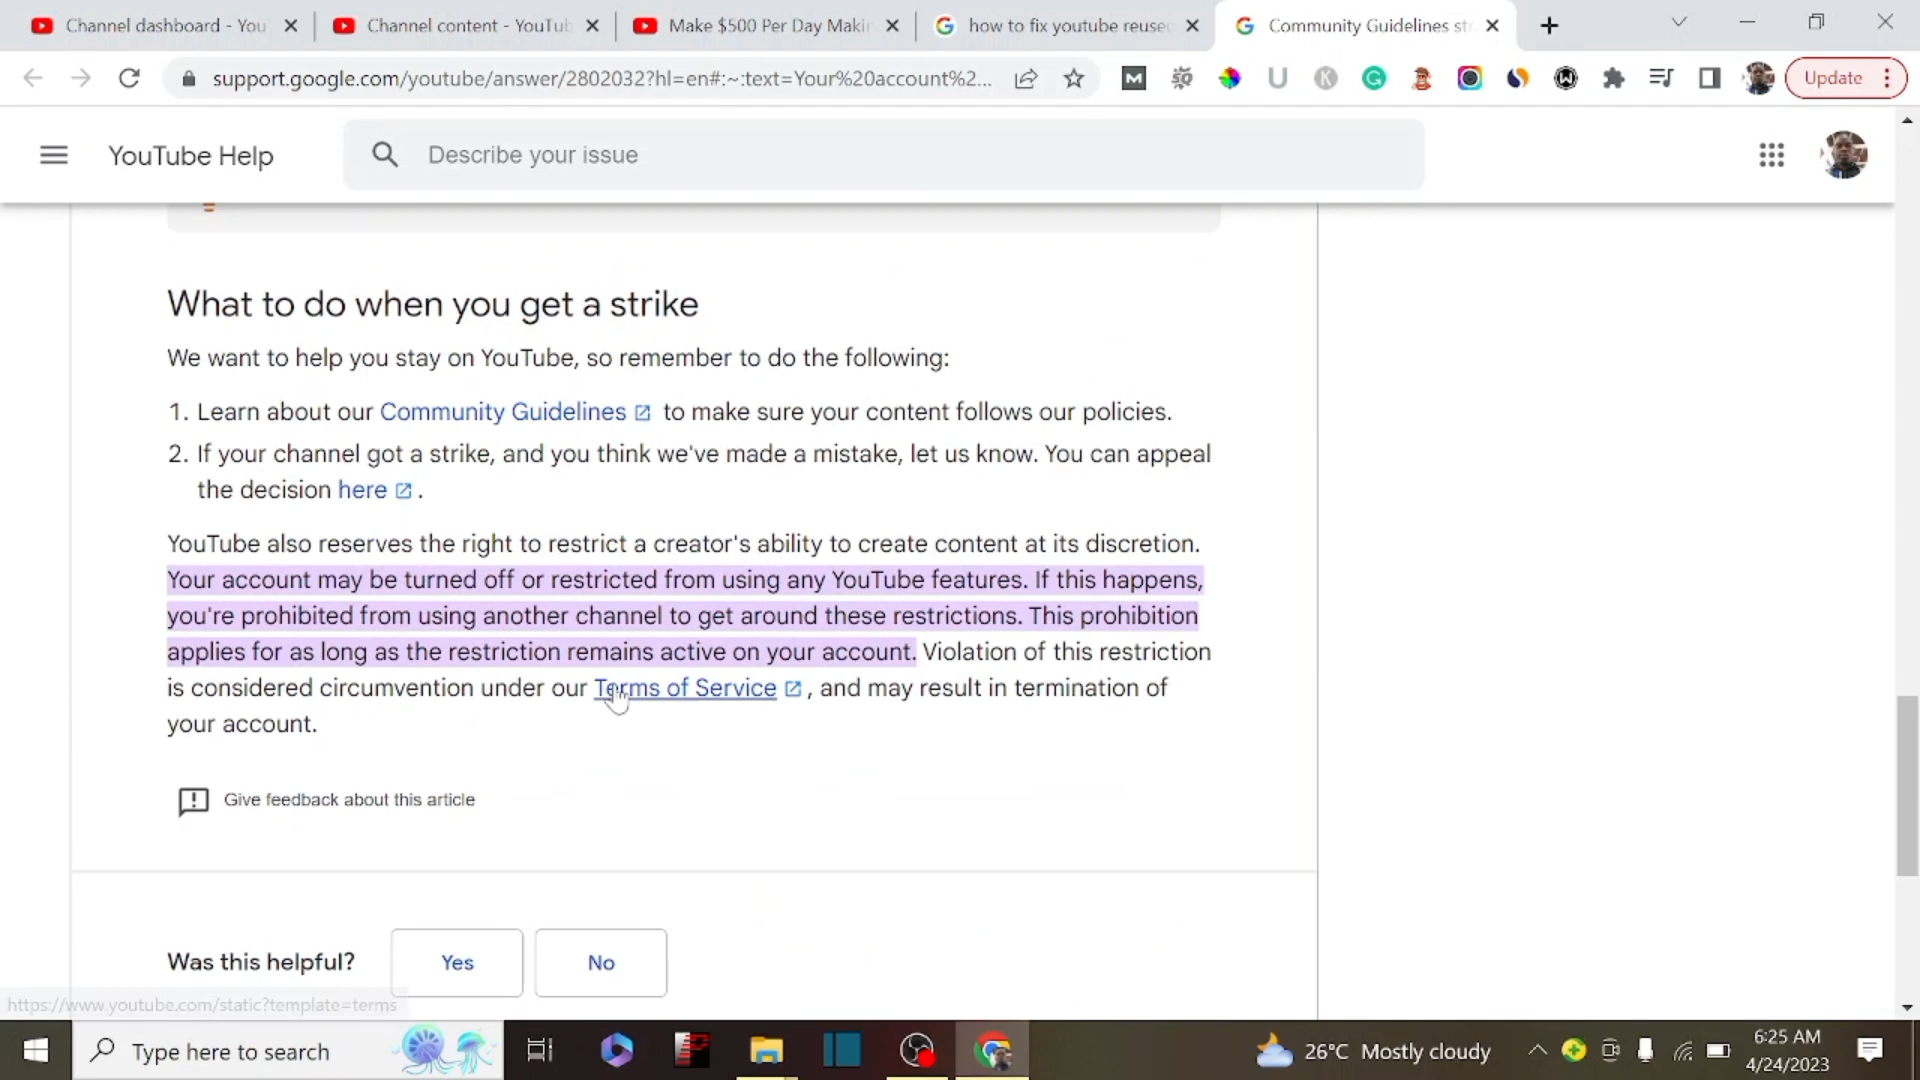 Channel dashboard - You
Channel content - YouTub
Make $500 Per Day Makin
how to fix youtube reused
Community Guidelines str
support.google.com/youtube/answer/2802032?hl=en#:~:text=Your%20account%2...
Update
YouTube Help
Describe your issue
What to do when you get a strike
We want to help you stay on YouTube, so remember to do the following:
1. Learn about our Community Guidelines to make sure your content follows our policies.
2. If your channel got a strike, and you think we've made a mistake, let us know. You can appeal
the decision here .
YouTube also reserves the right to restrict a creator's ability to create content at its discretion.
Your account may be turned off or restricted from using any YouTube features. If this happens,
you're prohibited from using another channel to get around these restrictions. This prohibition
applies for as long as the restriction remains active on your account. Violation of this restriction
is considered circumvention under our Terms of Service , and may result in termination of
your account.
Give feedback about this article
Was this helpful?
Yes
No
https://www.youtube.com/static?template=terms
Type here to search
26°C Mostly cloudy
6:25 AM
4/24/2023